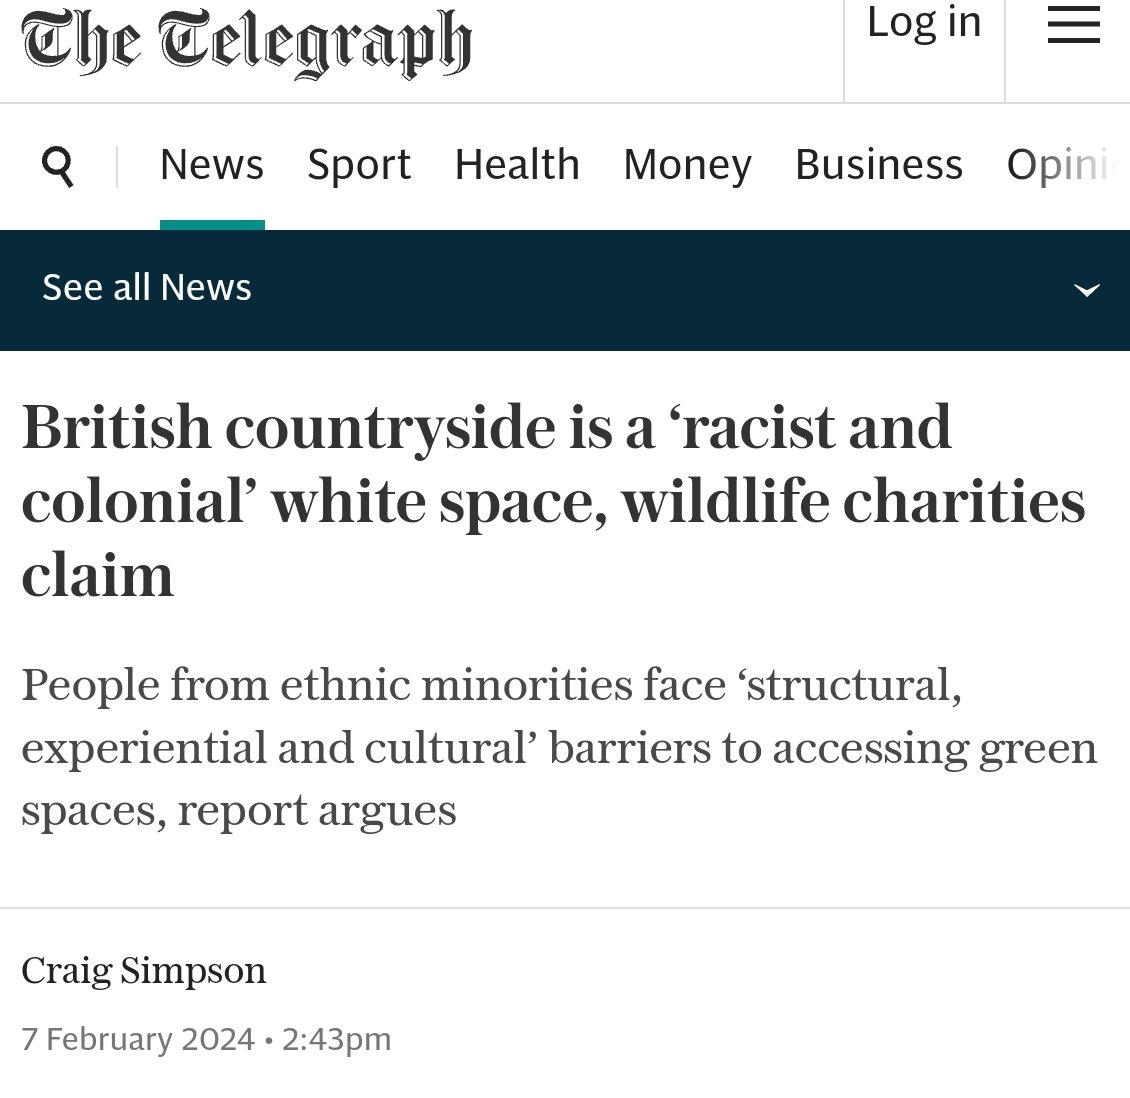 The Telegraph
Log in
News Sport Health Money Business Opini
See all News
British countryside is a ‘racist and
colonial’ white space, wildlife charities
claim
People from ethnic minorities face ‘structural,
experiential and cultural’ barriers to accessing green
spaces, report argues
Craig Simpson
7 February 2024 • 2:43pm